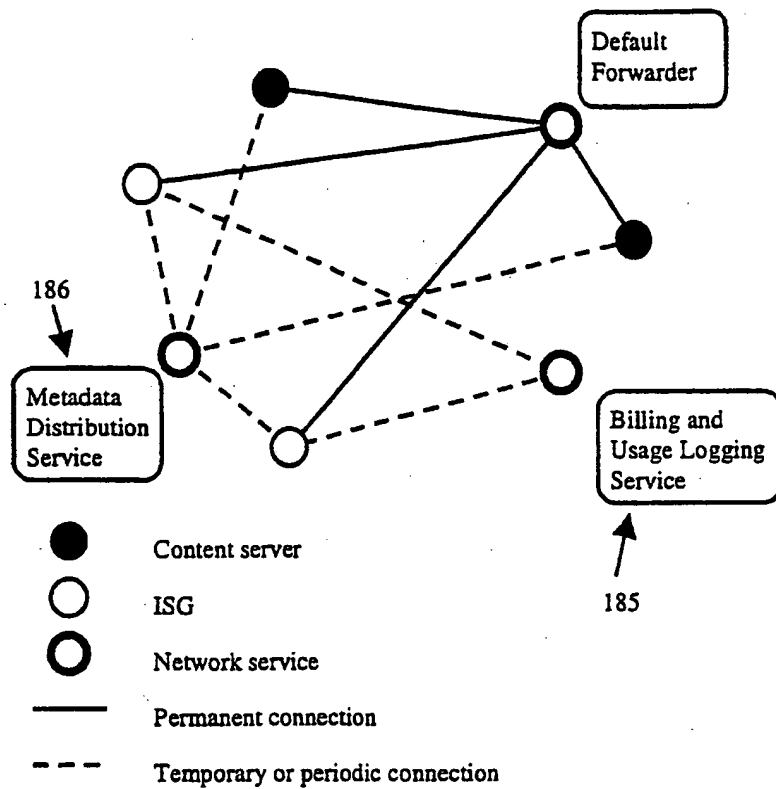 Default
Forwarder
186
Metadata
Distribution
Service
Billing and
Usage Logging
Service
185
Content server
ISG
Network service
Permanent connection
Temporary or periodic connection